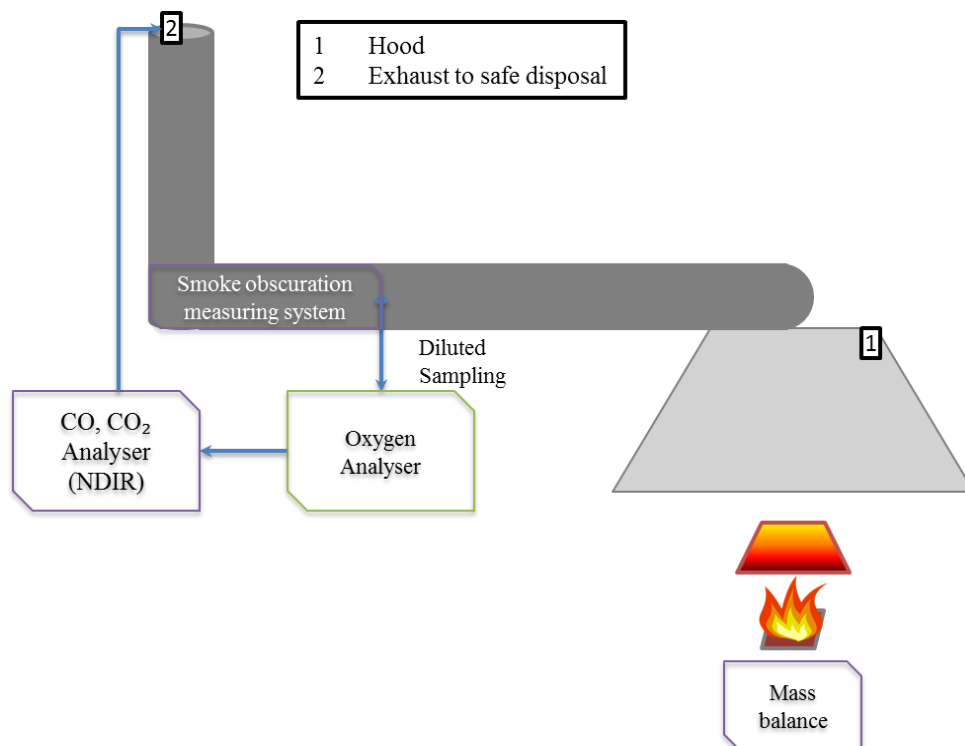 2
1 Hood
2 Exhaust to safe disposal
Smoke obscuration
measuring system
1
Diluted
Sampling
CO, CO₂
Analyser
(NDIR)
Oxygen
Analyser
Mass
balance